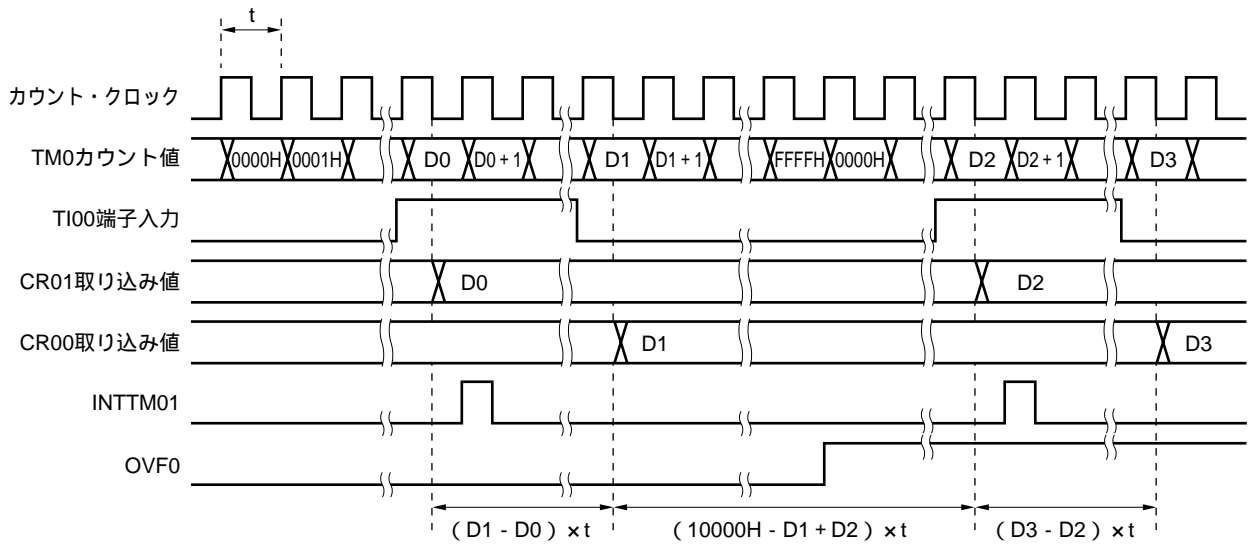 t
カウント・クロック
TM0カウント値
0000H 0001H D0 D0 + 1 D1 D1 + 1 FFFFH 0000H D2 D2 + 1 D3
TI00端子入力
CR01取り込み値
D0 D2
CR00取り込み値
D1 D3
INTTM01
OVF0
( D1 - D0 ) × t ( 10000H - D1 + D2 ) × t ( D3 - D2 ) × t